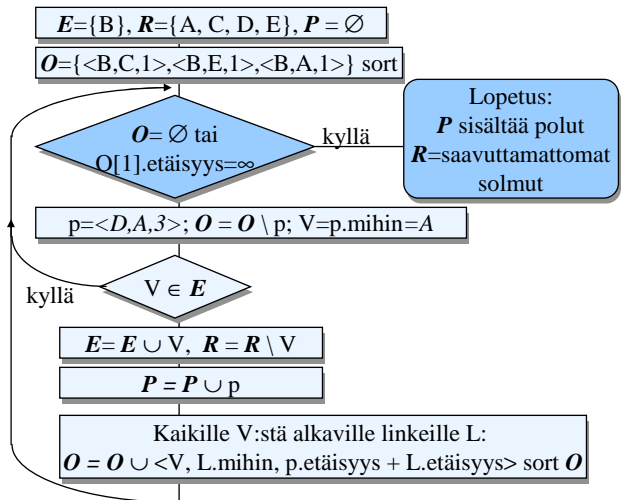 E={B}, R={A, C, D, E}, P = ∅
O={<B,C,1>,<B,E,1>,<B,A,1>} sort
O= ∅ tai
O[1].etäisyys=∞
kyllä
Lopetus:
P sisältää polut
R=saavuttamattomat
solmut
p=<D,A,3>; O = O \ p; V=p.mihin=A
V ∈ E
kyllä
E= E ∪ V, R = R \ V
P = P ∪ p
Kaikille V:stä alkaville linkeille L:
O = O ∪ <V, L.mihin, p.etäisyys + L.etäisyys> sort O